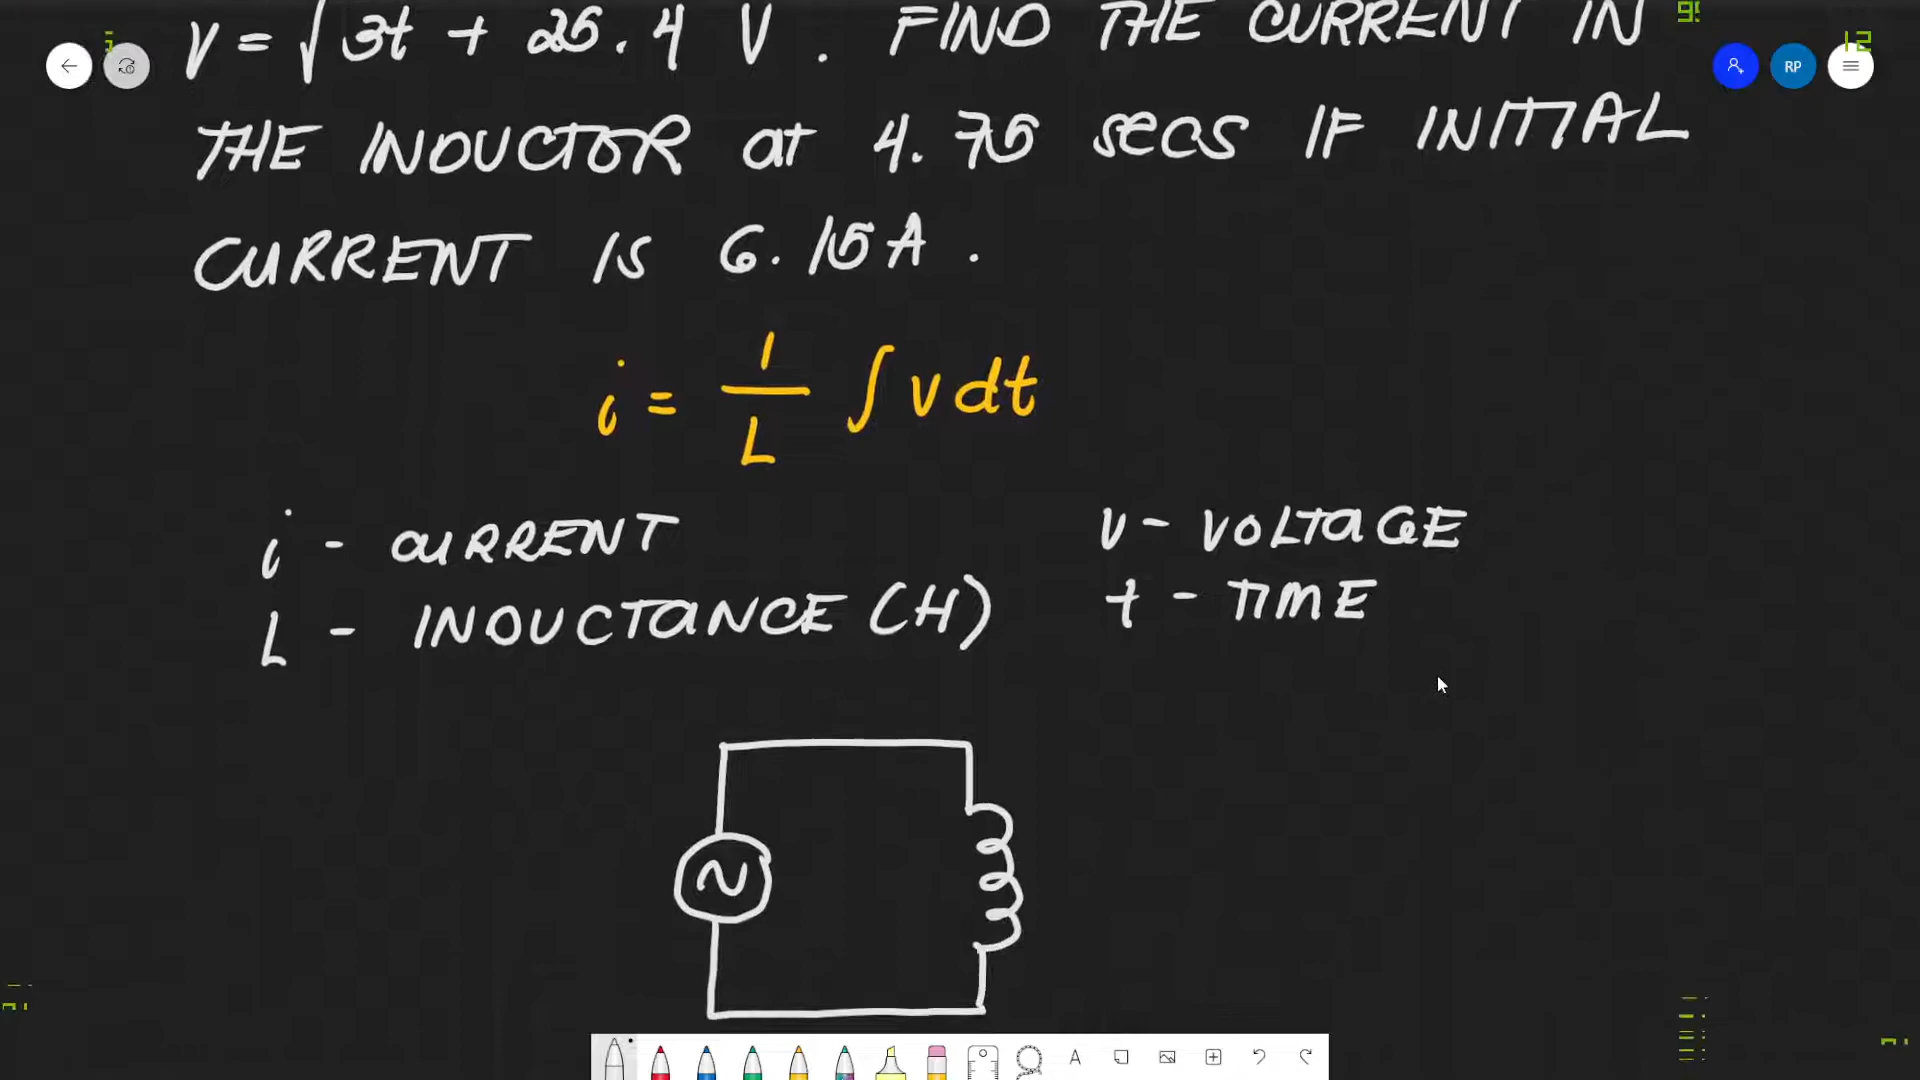 V = √3t + 25.4 V. FIND THE CURRENT IN
THE INDUCTOR at 4.75 secs IF INITIAL
CURRENT IS 6.15A.
i = 1/L ∫ v dt
i - CURRENT
L - INDUCTANCE (H)
V - VOLTAGE
t - TIME
RP
A